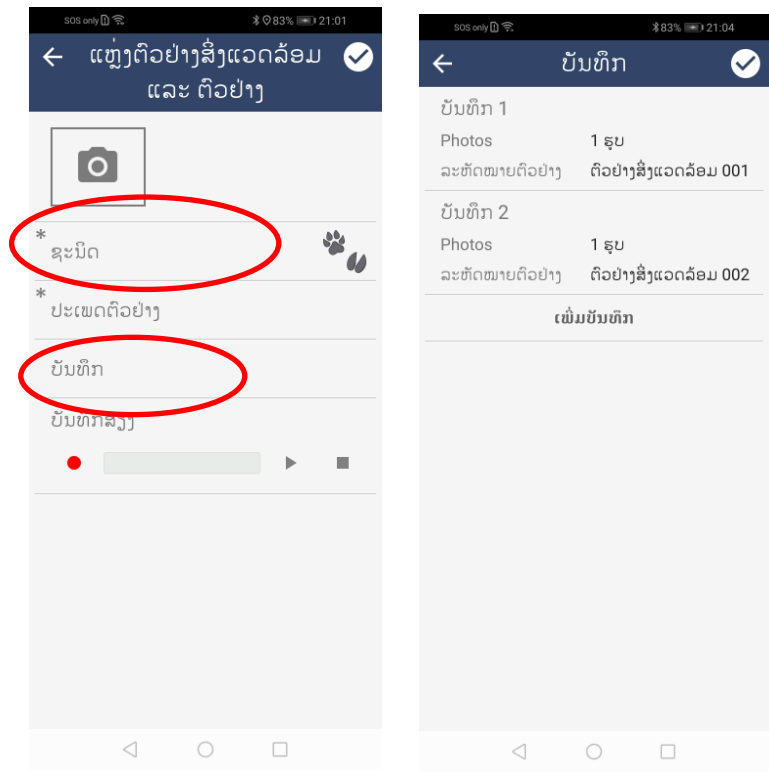 SOS only 83% 21:01
ແຫຼ່ງຕົວຢ່າງສິ່ງແວດລ້ອມ
ແລະ ຕົວຢ່າງ
* ຊະນິດ
* ປະເພດຕົວຢ່າງ
ບັນທຶກ
ບັນທຶກສຽງ
SOS only 83% 21:04
ບັນທຶກ
ບັນທຶກ 1
Photos 1 ຮູບ
ລະຫັດໝາຍຕົວຢ່າງ ຕົວຢ່າງສິ່ງແວດລ້ອມ 001
ບັນທຶກ 2
Photos 1 ຮູບ
ລະຫັດໝາຍຕົວຢ່າງ ຕົວຢ່າງສິ່ງແວດລ້ອມ 002
ເພີ່ມບັນທຶກ